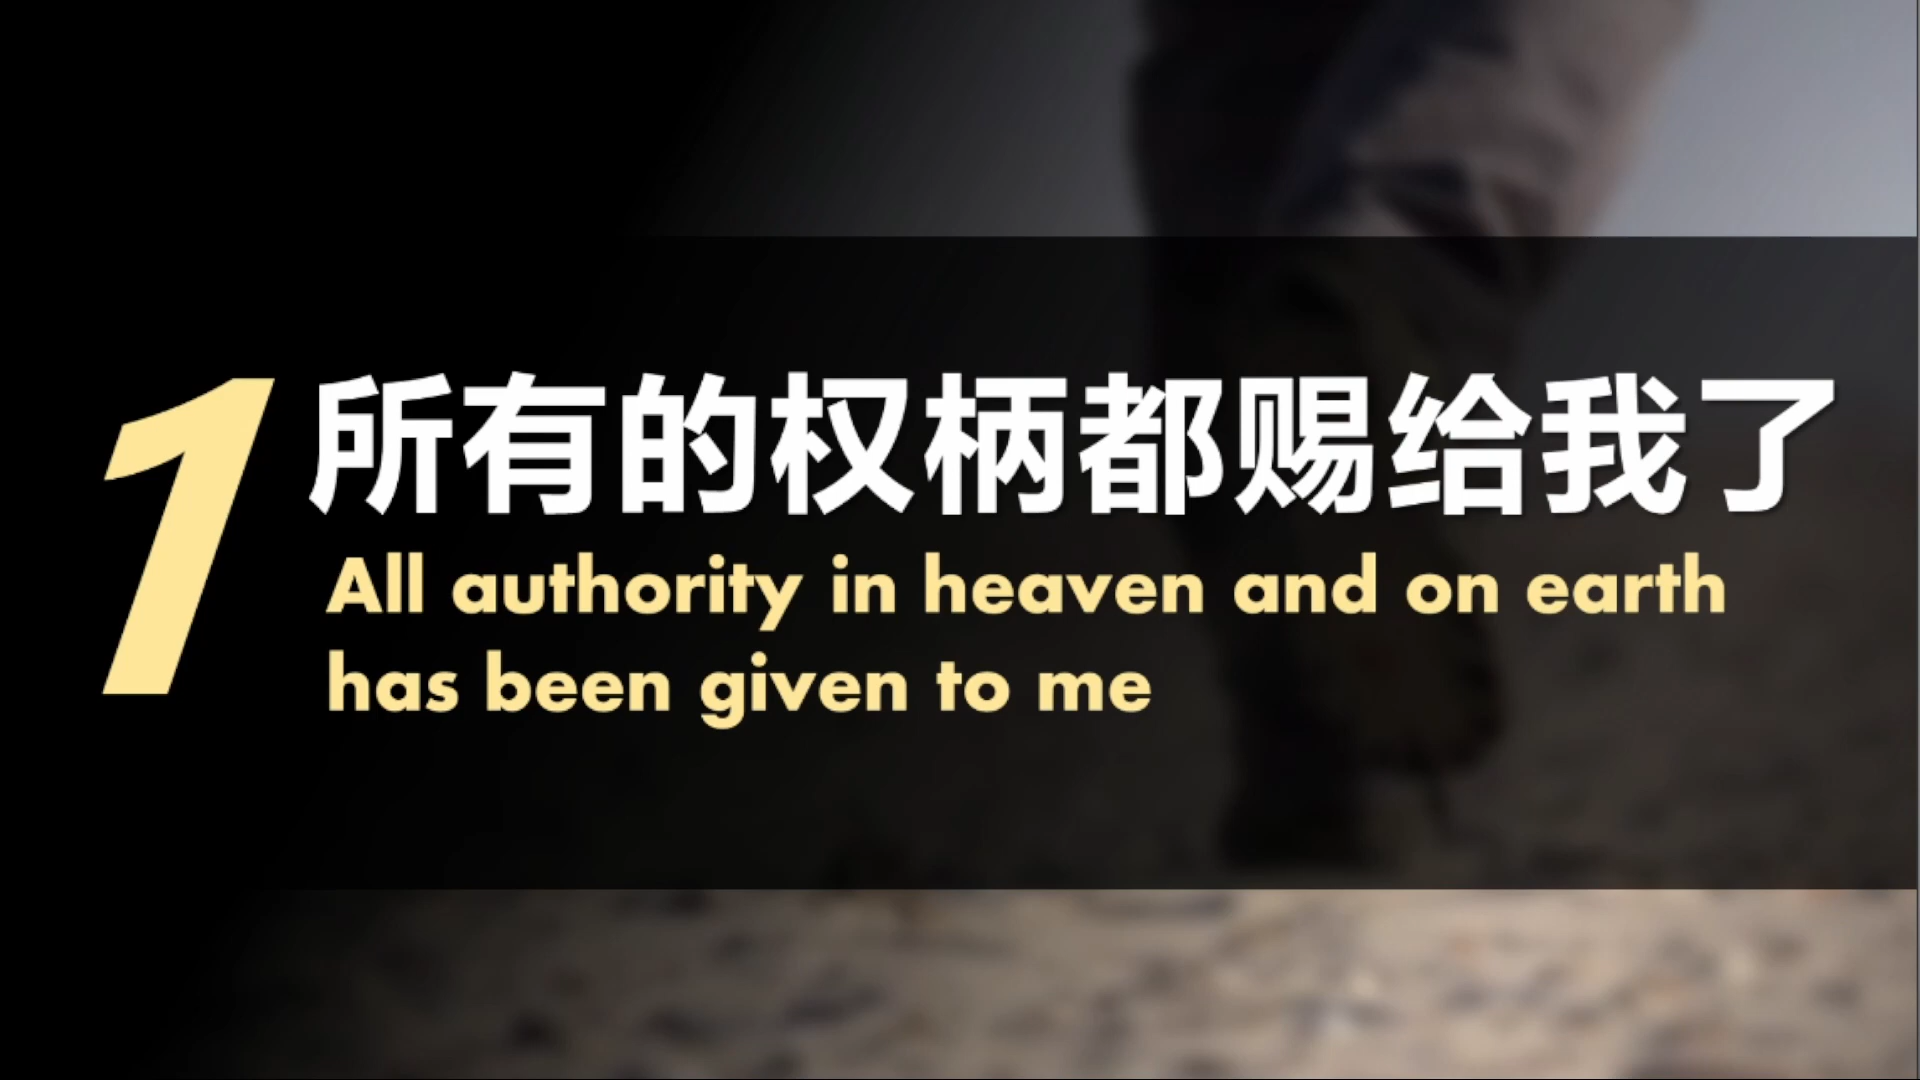 1
所有的权柄都赐给我了
All authority in heaven and on earth
has been given to me